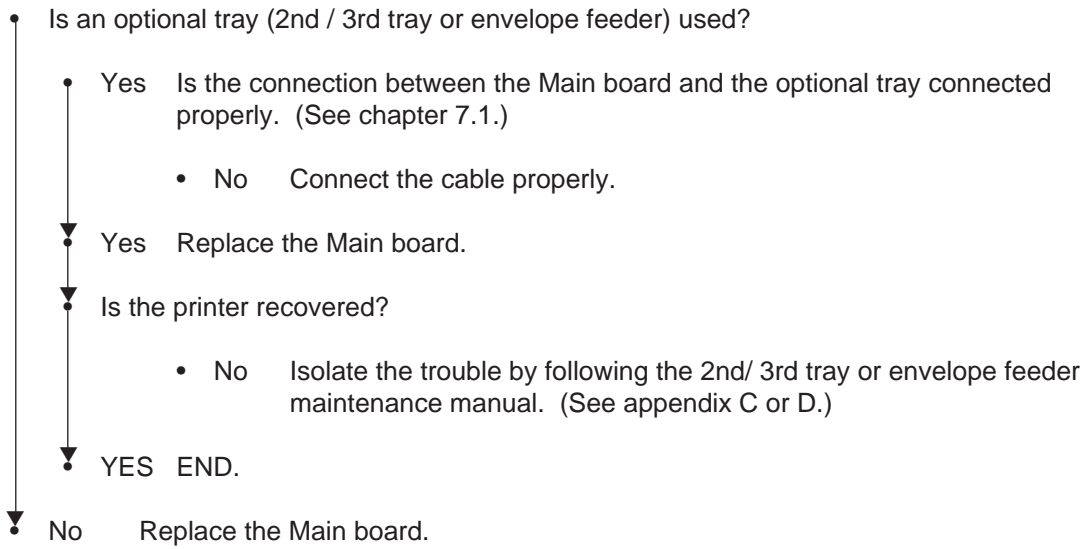 Is an optional tray (2nd / 3rd tray or envelope feeder) used?
Yes Is the connection between the Main board and the optional tray connected
properly. (See chapter 7.1.)
• No Connect the cable properly.
Yes Replace the Main board.
Is the printer recovered?
• No Isolate the trouble by following the 2nd/ 3rd tray or envelope feeder
maintenance manual. (See appendix C or D.)
YES END.
No Replace the Main board.